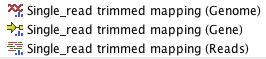 Single_read trimmed mapping (Genome)
Single_read trimmed mapping (Gene)
Single_read trimmed mapping (Reads)